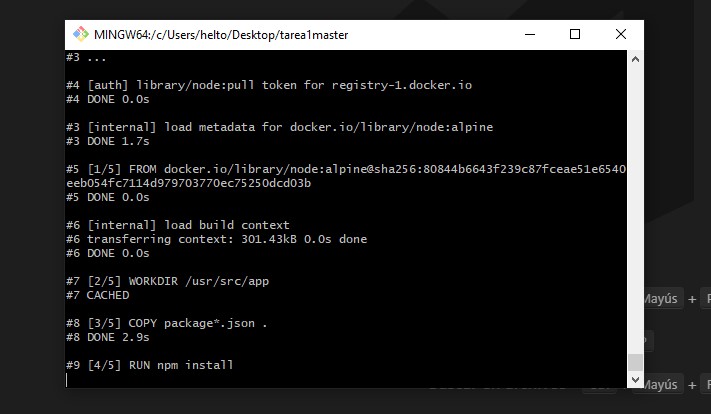 MINGW64:/c/Users/helto/Desktop/tarea1master
#3 ...
#4 [auth] library/node:pull token for registry-1.docker.io
#4 DONE 0.0s
#3 [internal] load metadata for docker.io/library/node:alpine
#3 DONE 1.7s
#5 [1/5] FROM docker.io/library/node:alpine@sha256:80844b6643f239c87fceae51e6540
eeb054fc7114d979703770ec75250dcd03b
#5 DONE 0.0s
#6 [internal] load build context
#6 transferring context: 301.43kB 0.0s done
#6 DONE 0.0s
#7 [2/5] WORKDIR /usr/src/app
#7 CACHED
#8 [3/5] COPY package*.json .
#8 DONE 2.9s
#9 [4/5] RUN npm install
Mayús +
Mayús +